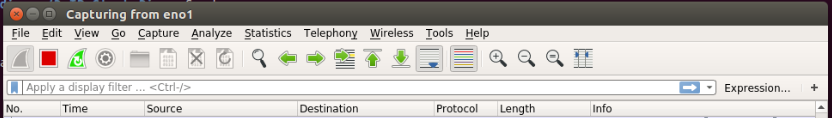 Capturing from eno1
File Edit View Go Capture Analyze Statistics Telephony Wireless Tools Help
Apply a display filter ... <Ctrl-/> Expression... +
No. Time Source Destination Protocol Length Info